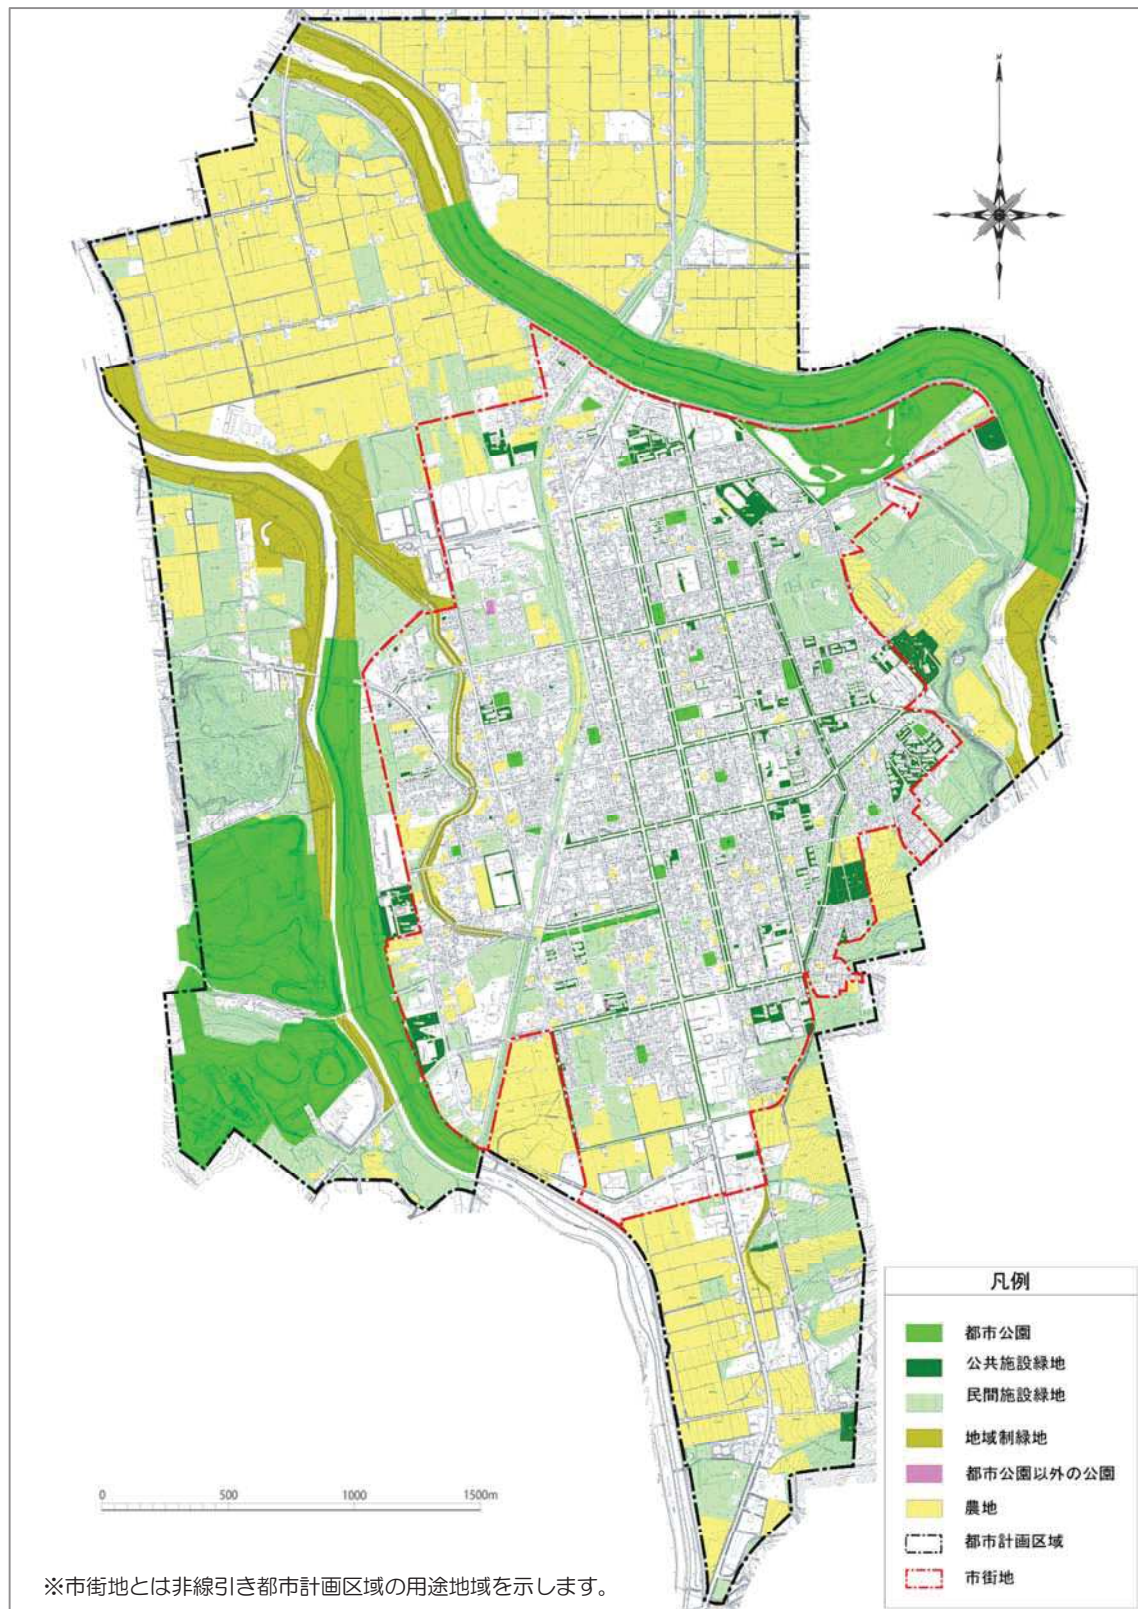 N
凡例
都市公園
公共施設緑地
民間施設緑地
地域制緑地
都市公園以外の公園
農地
都市計画区域
市街地
0 500 1000 1500m
※市街地とは非線引き都市計画区域の用途地域を示します。